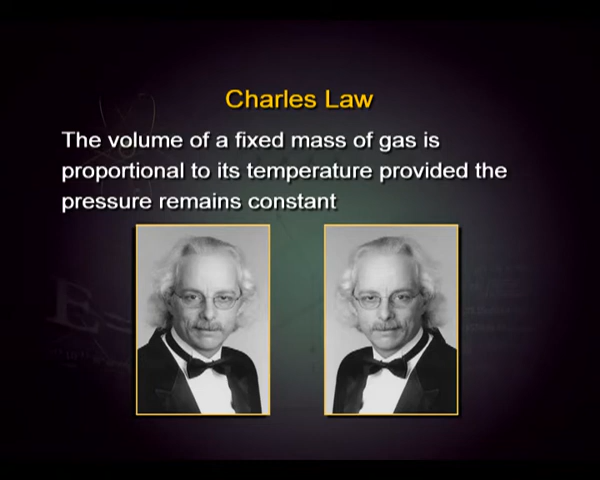 Charles Law
The volume of a fixed mass of gas is
proportional to its temperature provided the
pressure remains constant